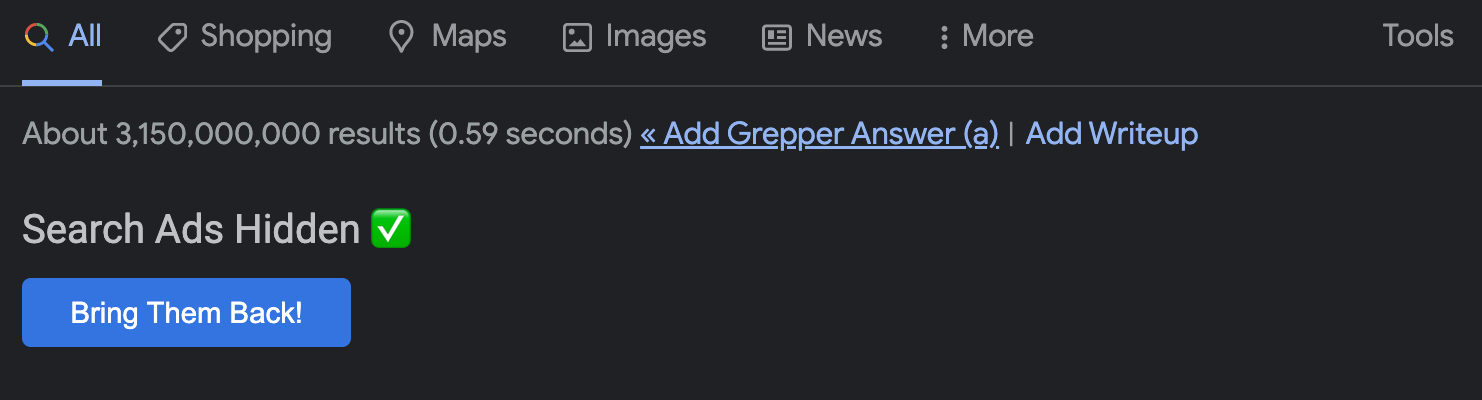 All Shopping Maps Images News More Tools
About 3,150,000,000 results (0.59 seconds) « Add Grepper Answer (a) | Add Writeup
Search Ads Hidden ✅
Bring Them Back!